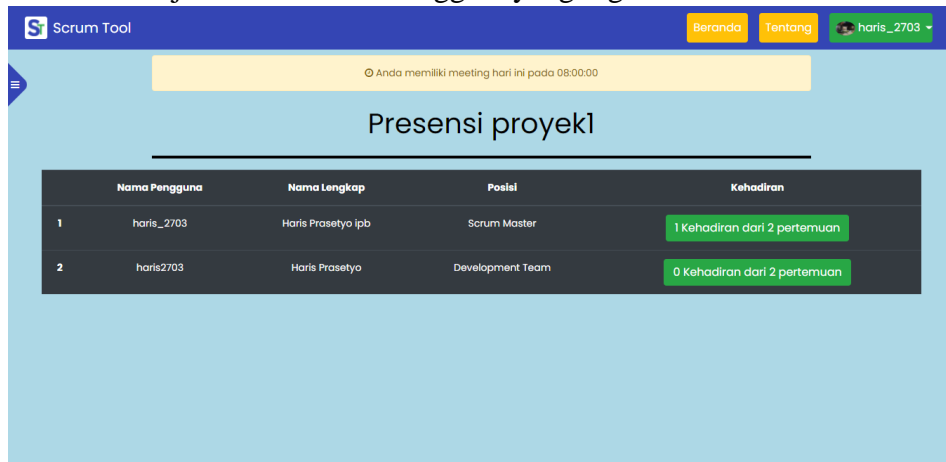 ST Scrum Tool Beranda Tentang haris_2703
Anda memiliki meeting hari ini pada 08:00:00
Presensi proyek1
Nama Pengguna Nama Lengkap Posisi Kehadiran
1 haris_2703 Haris Prasetyo ipb Scrum Master 1 Kehadiran dari 2 pertemuan
2 haris2703 Haris Prasetyo Development Team 0 Kehadiran dari 2 pertemuan